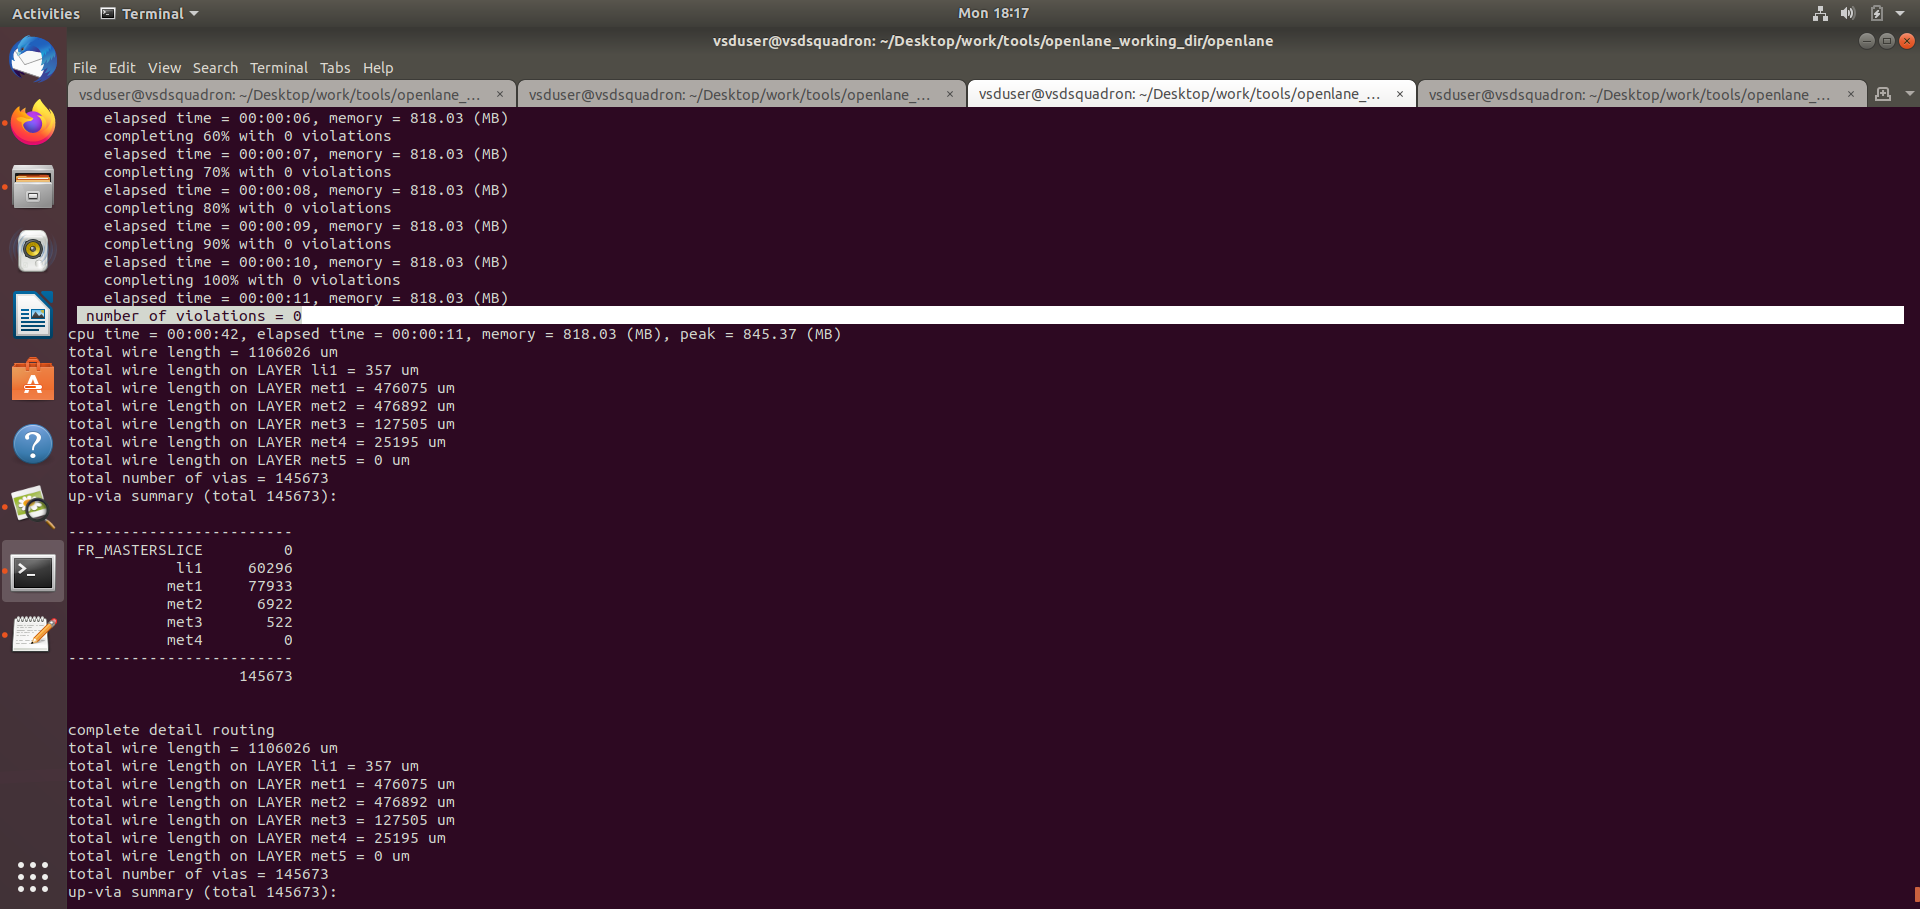 Activities
Terminal
Mon 18:17
vsduser@vsdsquadron: ~/Desktop/work/tools/openlane_working_dir/openlane
File Edit View Search Terminal Tabs Help
vsduser@vsdsquadron: ~/Desktop/work/tools/openlane_... ×
vsduser@vsdsquadron: ~/Desktop/work/tools/openlane_... ×
vsduser@vsdsquadron: ~/Desktop/work/tools/openlane_... ×
vsduser@vsdsquadron: ~/Desktop/work/tools/openlane_... ×
elapsed time = 00:00:06, memory = 818.03 (MB)
completing 60% with 0 violations
elapsed time = 00:00:07, memory = 818.03 (MB)
completing 70% with 0 violations
elapsed time = 00:00:08, memory = 818.03 (MB)
completing 80% with 0 violations
elapsed time = 00:00:09, memory = 818.03 (MB)
completing 90% with 0 violations
elapsed time = 00:00:10, memory = 818.03 (MB)
completing 100% with 0 violations
elapsed time = 00:00:11, memory = 818.03 (MB)
number of violations = 0
cpu time = 00:00:42, elapsed time = 00:00:11, memory = 818.03 (MB), peak = 845.37 (MB)
total wire length = 1106026 um
total wire length on LAYER li1 = 357 um
total wire length on LAYER met1 = 476075 um
total wire length on LAYER met2 = 476892 um
total wire length on LAYER met3 = 127505 um
total wire length on LAYER met4 = 25195 um
total wire length on LAYER met5 = 0 um
total number of vias = 145673
up-via summary (total 145673):
-------------------------
FR_MASTERSLICE 0
li1 60296
met1 77933
met2 6922
met3 522
met4 0
-------------------------
145673
complete detail routing
total wire length = 1106026 um
total wire length on LAYER li1 = 357 um
total wire length on LAYER met1 = 476075 um
total wire length on LAYER met2 = 476892 um
total wire length on LAYER met3 = 127505 um
total wire length on LAYER met4 = 25195 um
total wire length on LAYER met5 = 0 um
total number of vias = 145673
up-via summary (total 145673):